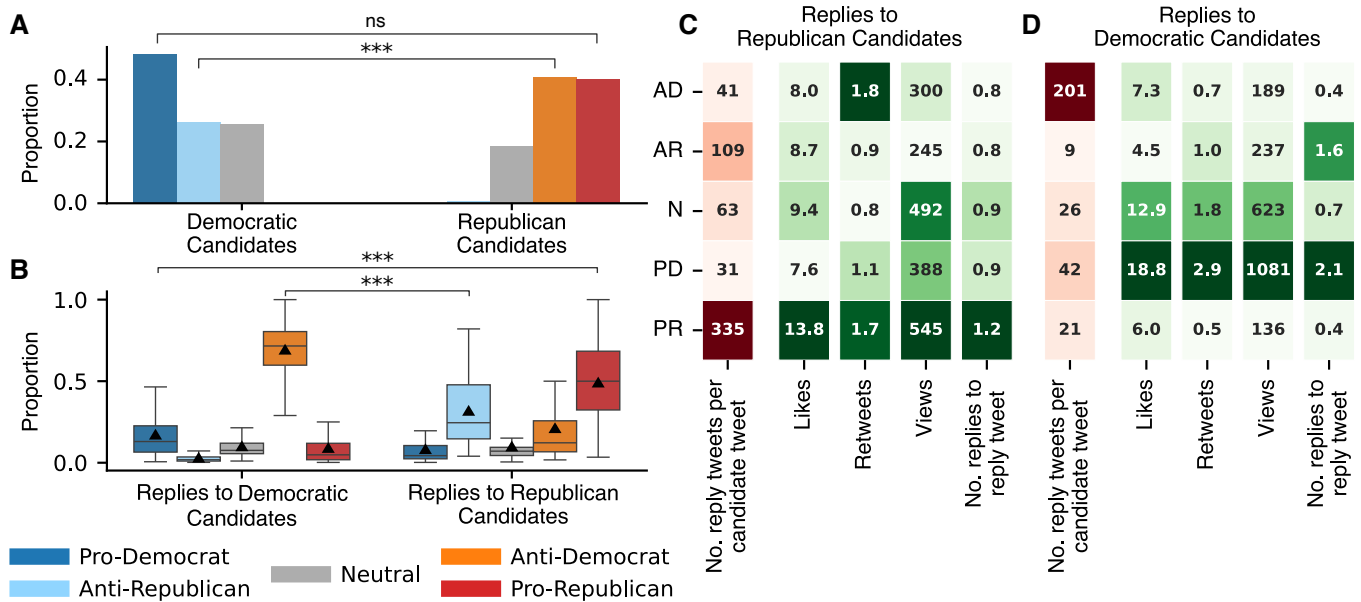 A
ns
***
Proportion
0.4
0.2
0.0
Democratic
Candidates
Republican
Candidates
B
***
***
Proportion
1.0
0.5
0.0
Replies to Democratic
Candidates
Replies to Republican
Candidates
Pro-Democrat
Anti-Republican
Neutral
Anti-Democrat
Pro-Republican
C
Replies to
Republican Candidates
AD 41 8.0 1.8 300 0.8
AR 109 8.7 0.9 245 0.8
N 63 9.4 0.8 492 0.9
PD 31 7.6 1.1 388 0.9
PR 335 13.8 1.7 545 1.2
No. reply tweets per
candidate tweet
Likes
Retweets
Views
No. replies to
reply tweet
D
Replies to
Democratic Candidates
201 7.3 0.7 189 0.4
9 4.5 1.0 237 1.6
26 12.9 1.8 623 0.7
42 18.8 2.9 1081 2.1
21 6.0 0.5 136 0.4
No. reply tweets per
candidate tweet
Likes
Retweets
Views
No. replies to
reply tweet